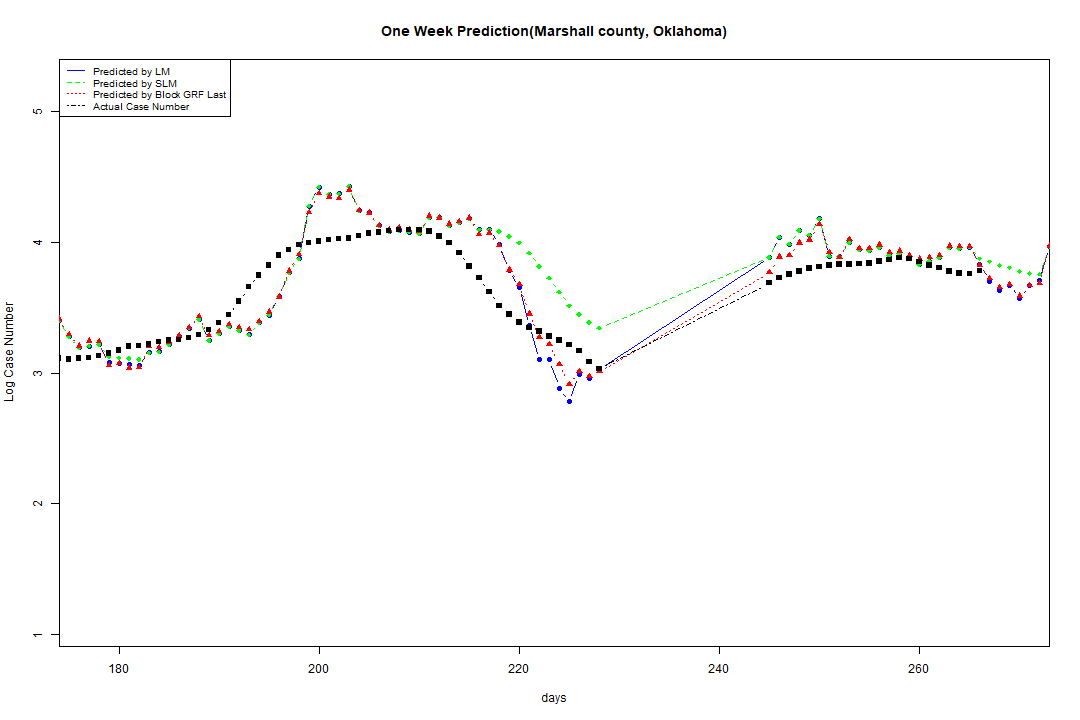 One Week Prediction(Marshall county, Oklahoma)
Predicted by LM
Predicted by SLM
Predicted by Block GRF Last
Actual Case Number
5
4
3
2
1
Log Case Number
180
200
220
240
260
days